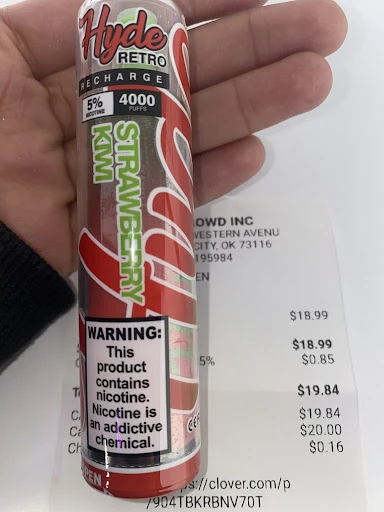 Hyde
RETRO
RECHARGE
5%
NICOTINE
4000
PUFFS
STRAWBERRY
KIWI
WARNING:
This
product
contains
nicotine.
Nicotine is
an addictive
chemical.
OPEN
OWD INC
WESTERN AVENU
CITY, OK 73116
195984
EN
$18.99
$18.99
5%
$0.85
$19.84
$19.84
$20.00
$0.16
s://clover.com/p
/904TBKRBNV70T